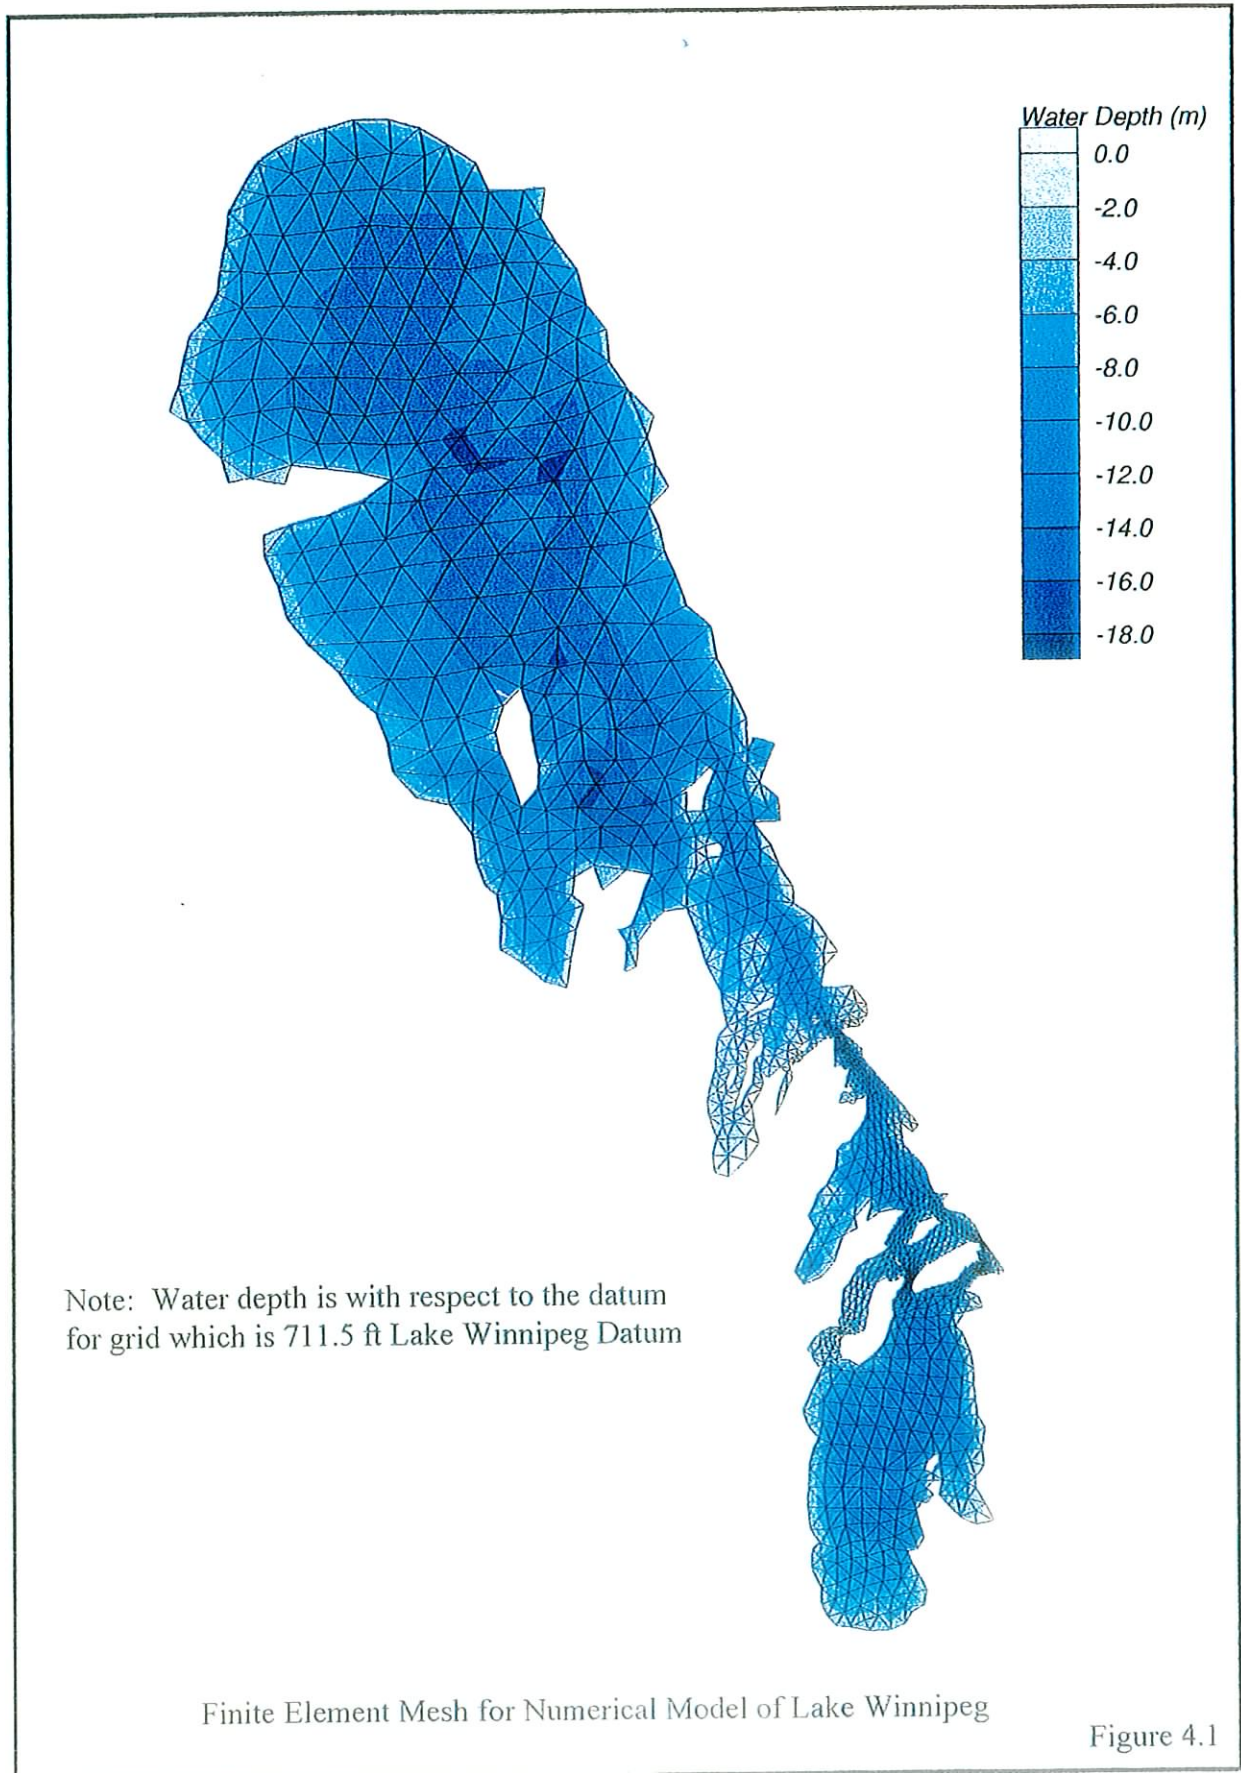 Water Depth (m)
0.0
-2.0
-4.0
-6.0
-8.0
-10.0
-12.0
-14.0
-16.0
-18.0
Note: Water depth is with respect to the datum
for grid which is 711.5 ft Lake Winnipeg Datum
Finite Element Mesh for Numerical Model of Lake Winnipeg
Figure 4.1